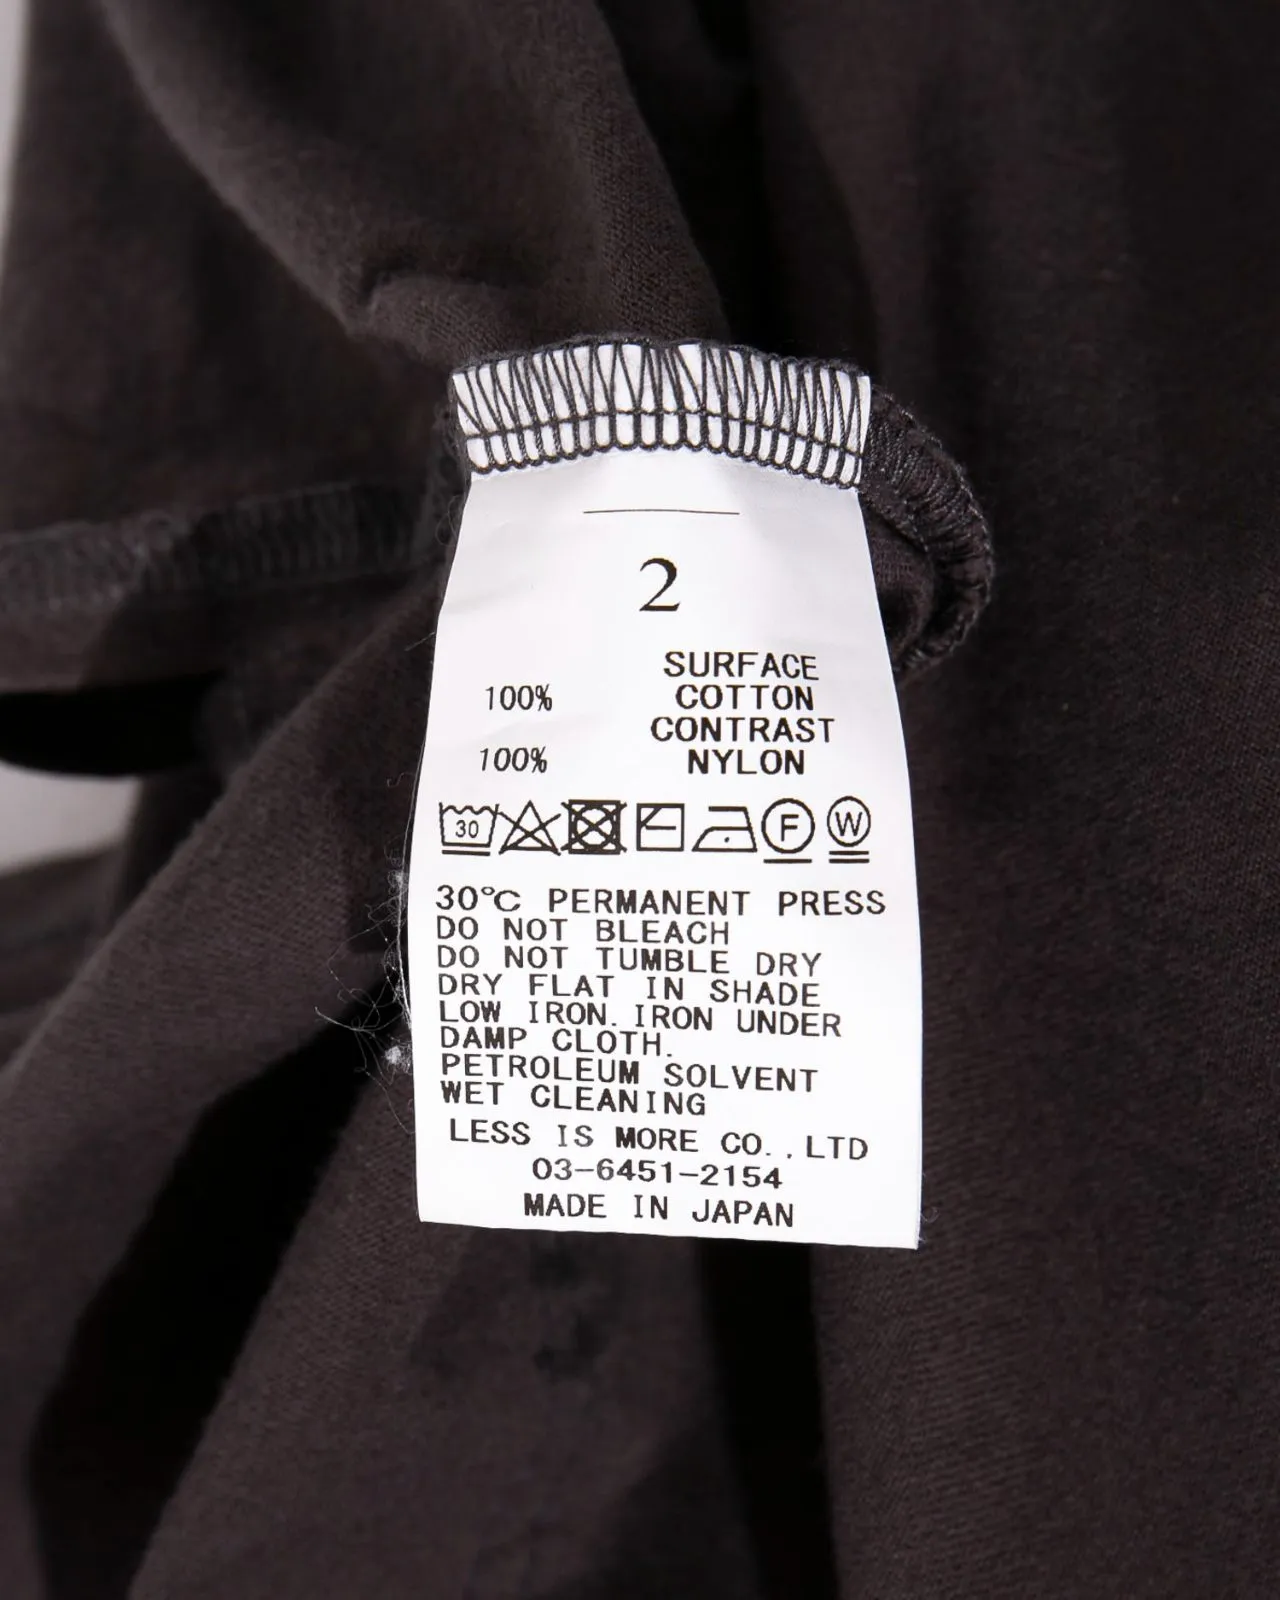 2
SURFACE
100% COTTON
CONTRAST
100% NYLON
30 F W
30℃ PERMANENT PRESS
DO NOT BLEACH
DO NOT TUMBLE DRY
DRY FLAT IN SHADE
LOW IRON. IRON UNDER
DAMP CLOTH.
PETROLEUM SOLVENT
WET CLEANING
LESS IS MORE CO.,LTD
03-6451-2154
MADE IN JAPAN